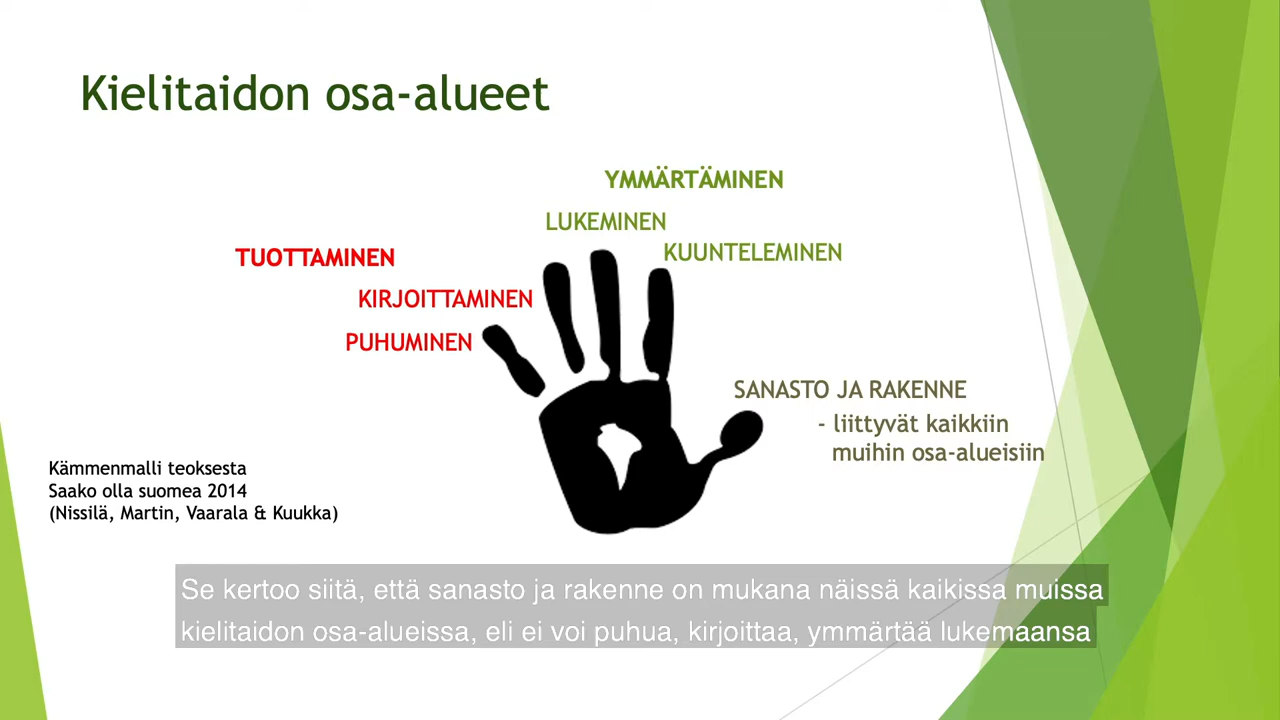 Kielitaidon osa-alueet
YMMÄRTÄMINEN
LUKEMINEN
KUUNTELEMINEN
TUOTTAMINEN
KIRJOITTAMINEN
PUHUMINEN
SANASTO JA RAKENNE
- liittyvät kaikkiin
muihin osa-alueisiin
Kämmenmalli teoksesta
Saako olla suomea 2014
(Nissilä, Martin, Vaarala & Kuukka)
Se kertoo siitä, että sanasto ja rakenne on mukana näissä kaikissa muissa
kielitaidon osa-alueissa, eli ei voi puhua, kirjoittaa, ymmärtää lukemaansa